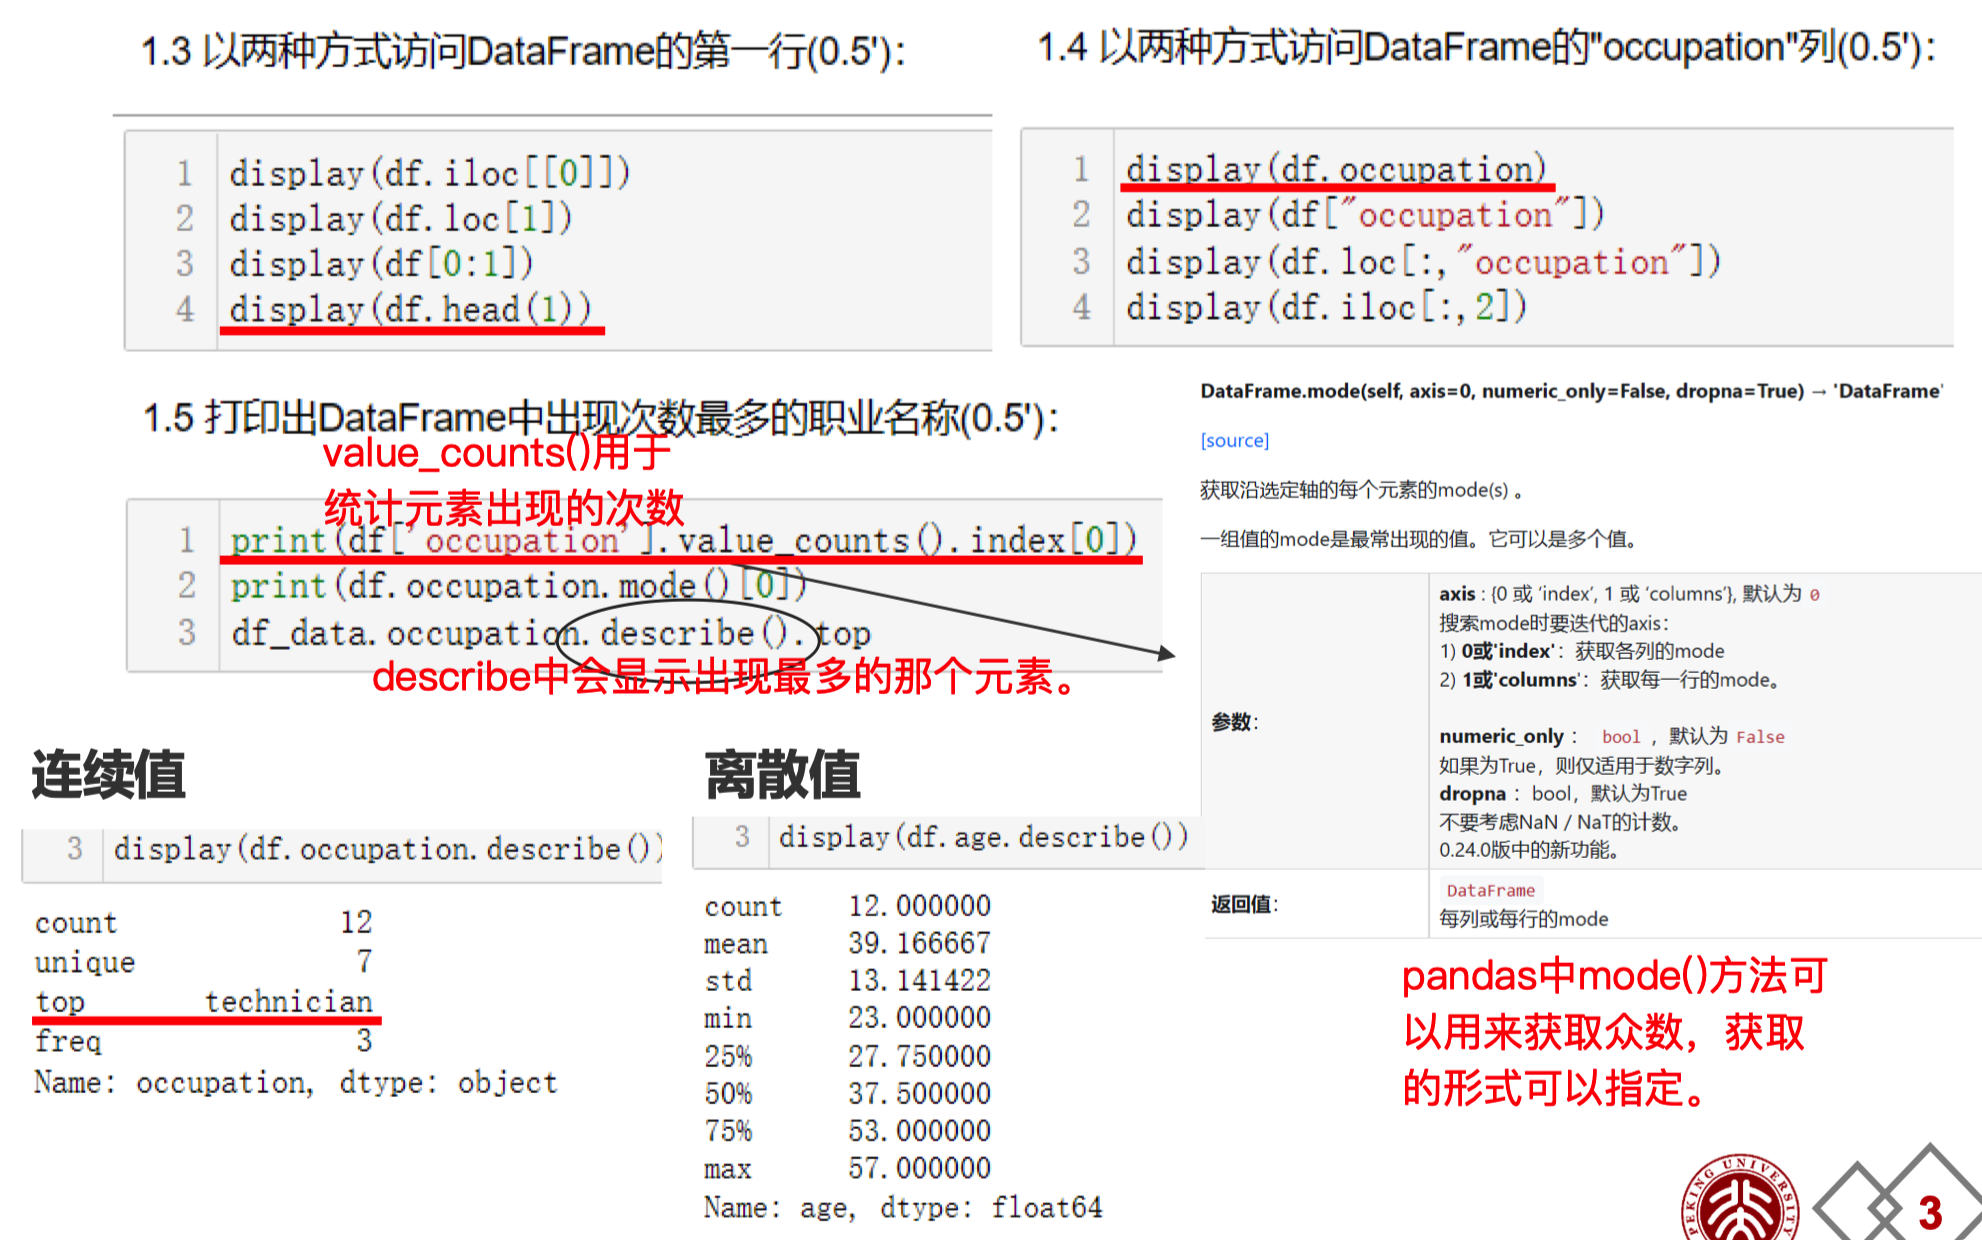 1.3 以两种方式访问DataFrame的第一行(0.5'):
1 display(df.iloc[[0]])
2 display(df.loc[1])
3 display(df[0:1])
4 display(df.head(1))
1.4 以两种方式访问DataFrame的"occupation"列(0.5'):
1 display(df.occupation)
2 display(df["occupation"])
3 display(df.loc[:,"occupation"])
4 display(df.iloc[:,2])
1.5 打印出DataFrame中出现次数最多的职业名称(0.5'):
value_counts()用于
统计元素出现的次数
1 print(df['occupation'].value_counts().index[0])
2 print(df.occupation.mode()[0])
3 df_data.occupation.describe().top
describe中会显示出现最多的那个元素。
DataFrame.mode(self, axis=0, numeric_only=False, dropna=True) → 'DataFrame'
[source]
获取沿选定轴的每个元素的mode(s) 。
一组值的mode是最常出现的值。它可以是多个值。
参数：
axis : {0 或 'index', 1 或 'columns'}, 默认为 0
搜索mode时要迭代的axis：
1) 0或'index'：获取各列的mode
2) 1或'columns'：获取每一行的mode。
numeric_only： bool ，默认为 False
如果为True，则仅适用于数字列。
dropna：bool，默认为True
不要考虑NaN / NaT的计数。
0.24.0版中的新功能。
返回值：
DataFrame
每列或每行的mode
pandas中mode()方法可
以用来获取众数，获取
的形式可以指定。
连续值
3 display(df.occupation.describe())
count 12
unique 7
top technician
freq 3
Name: occupation, dtype: object
离散值
3 display(df.age.describe())
count 12.000000
mean 39.166667
std 13.141422
min 23.000000
25% 27.750000
50% 37.500000
75% 53.000000
max 57.000000
Name: age, dtype: float64
PEKING UNIVERSITY
3